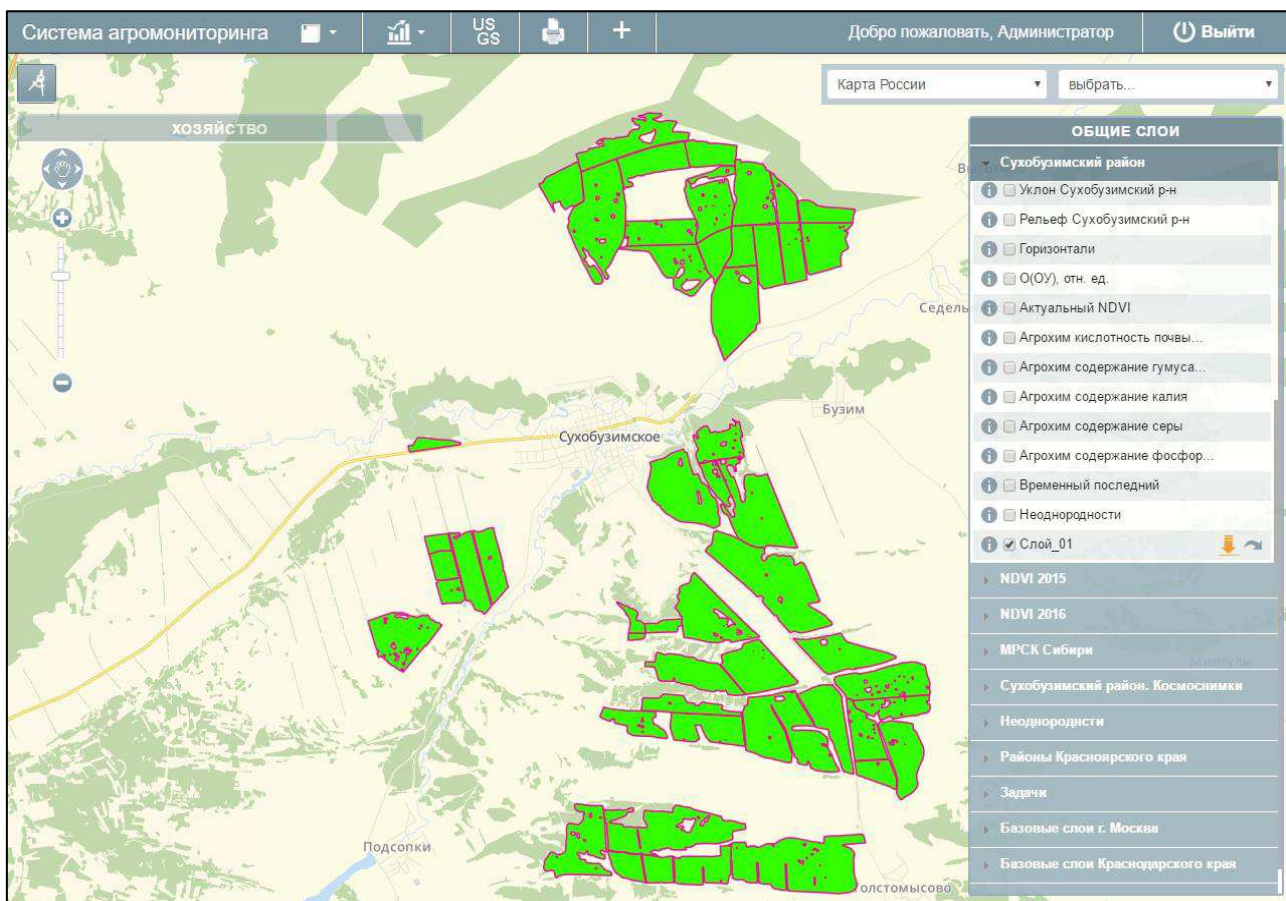 Система агромониторинга
US
GS
Добро пожаловать, Администратор
Выйти
Карта России
выбрать...
ХОЗЯЙСТВО
ОБЩИЕ СЛОИ
Сухобузимский район
Уклон Сухобузимский р-н
Рельеф Сухобузимский р-н
Горизонтали
О(ОУ), отн. ед.
Актуальный NDVI
Агрохим кислотность почвы...
Агрохим содержание гумуса...
Агрохим содержание калия
Агрохим содержание серы
Агрохим содержание фосфор...
Временный последний
Неоднородности
Слой_01
NDVI 2015
NDVI 2016
МРСК Сибири
Сухобузимский район. Космоснимки
Неоднороднсти
Районы Красноярского края
Задачи
Базовые слои г. Москва
Базовые слои Краснодарского края
Седель
Бузим
Сухобузимское
Мингуль
Подсопки
олстомысово